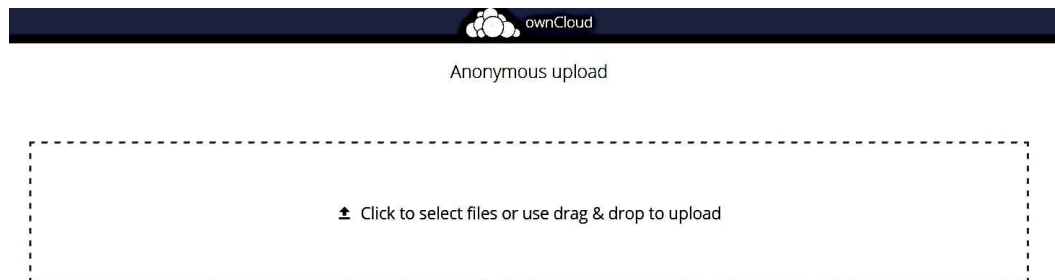 ownCloud
Anonymous upload
Click to select files or use drag & drop to upload